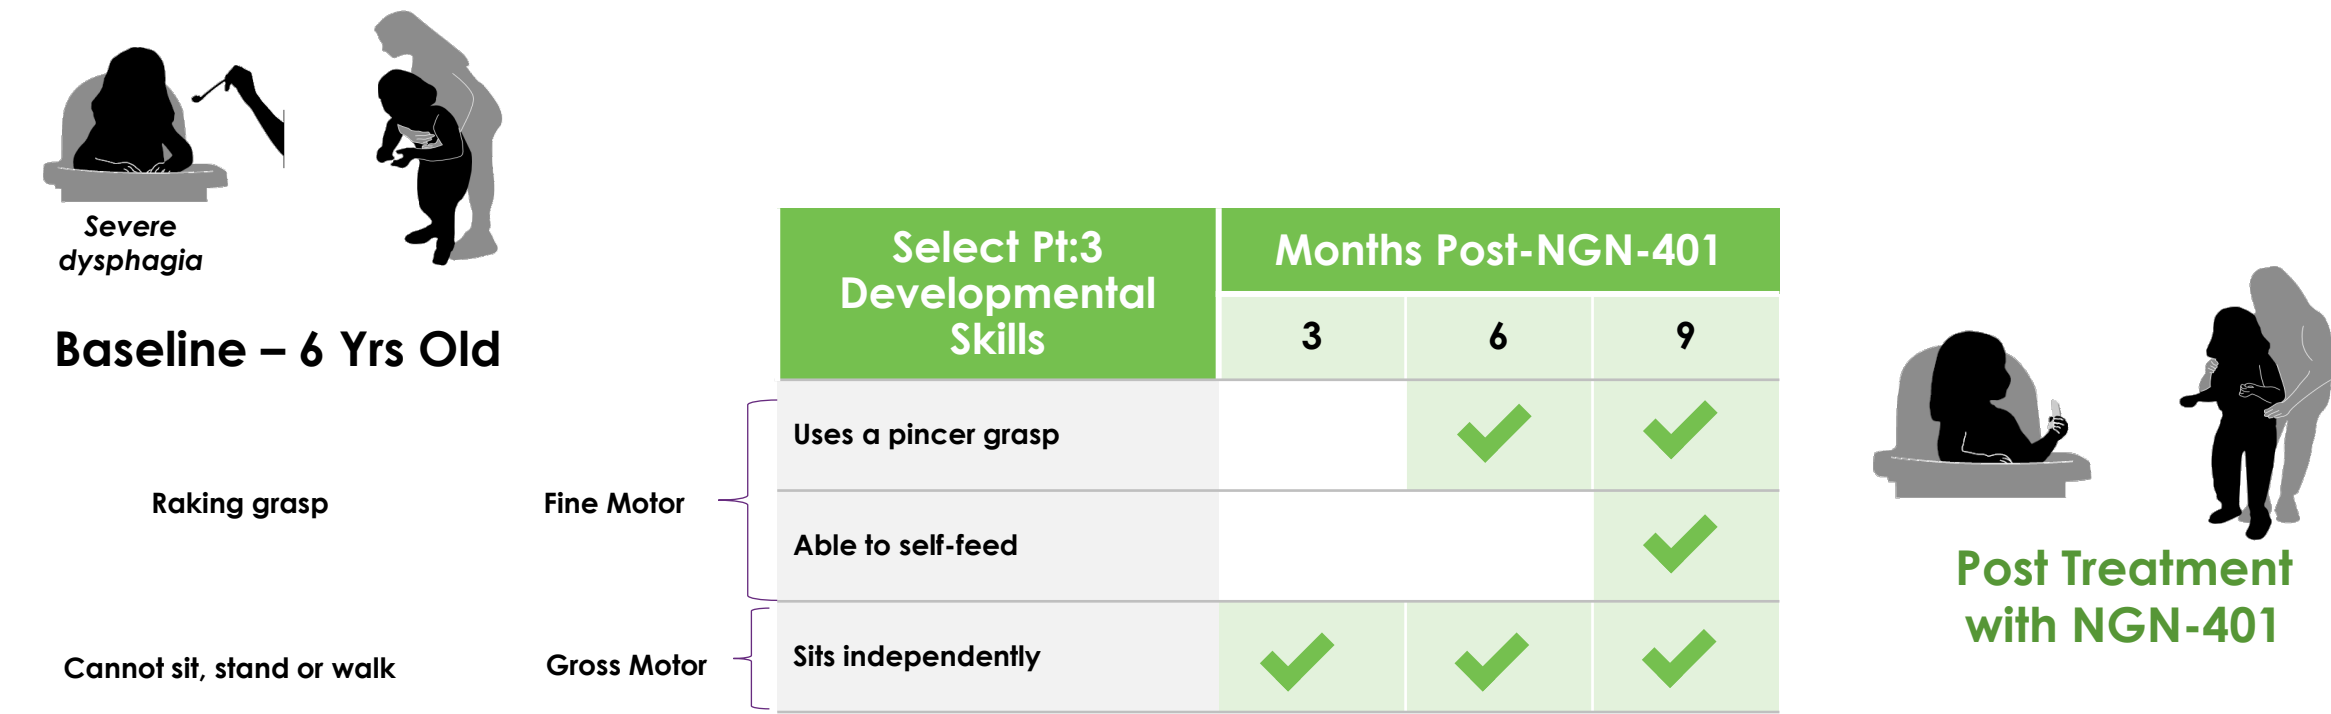 Severe
dysphagia
Baseline – 6 Yrs Old
Select Pt:3
Developmental
Skills
Months Post-NGN-401
3
6
9
Raking grasp
Fine Motor
Uses a pincer grasp
Able to self-feed
Cannot sit, stand or walk
Gross Motor
Sits independently
Post Treatment
with NGN-401